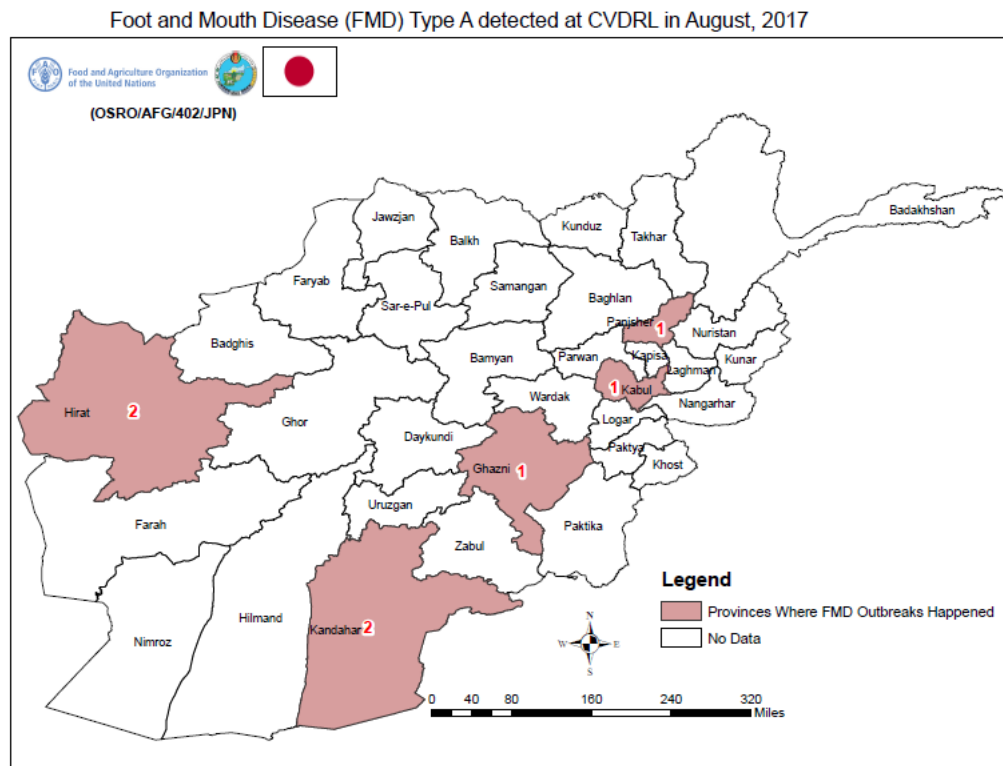 Foot and Mouth Disease (FMD) Type A detected at CVDRL in August, 2017
Food and Agriculture Organization
of the United Nations
(OSRO/AFG/402/JPN)
Jawzjan
Balkh
Kunduz
Takhar
Badakhshan
Faryab
Sar-e-Pul
Samangan
Baghlan
Panjsher 1
Nuristan
Badghis
Bamyan
Parwan
Kapisa
Kunar
Laghman
Hirat 2
Ghor
Wardak
1 Kabul
Nangarhar
Daykundi
Logar
Paktya
Khost
Ghazni 1
Uruzgan
Farah
Zabul
Paktika
Hilmand
Kandahar 2
Nimroz
Legend
Provinces Where FMD Outbreaks Happened
No Data
N
W E
S
0 40 80 160 240 320
Miles